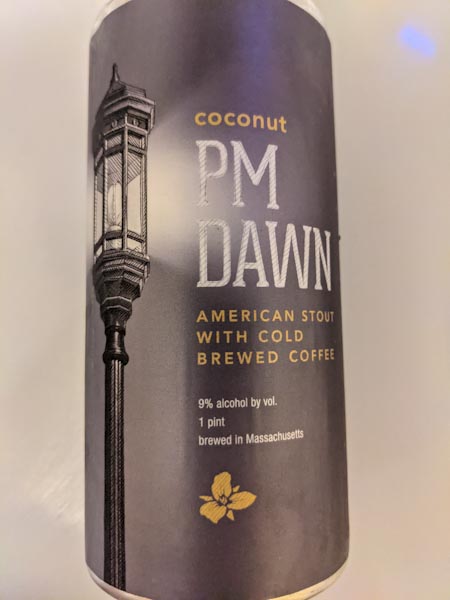 coconut
PM
DAWN
AMERICAN STOUT
WITH COLD
BREWED COFFEE
9% alcohol by vol.
1 pint
brewed in Massachusetts